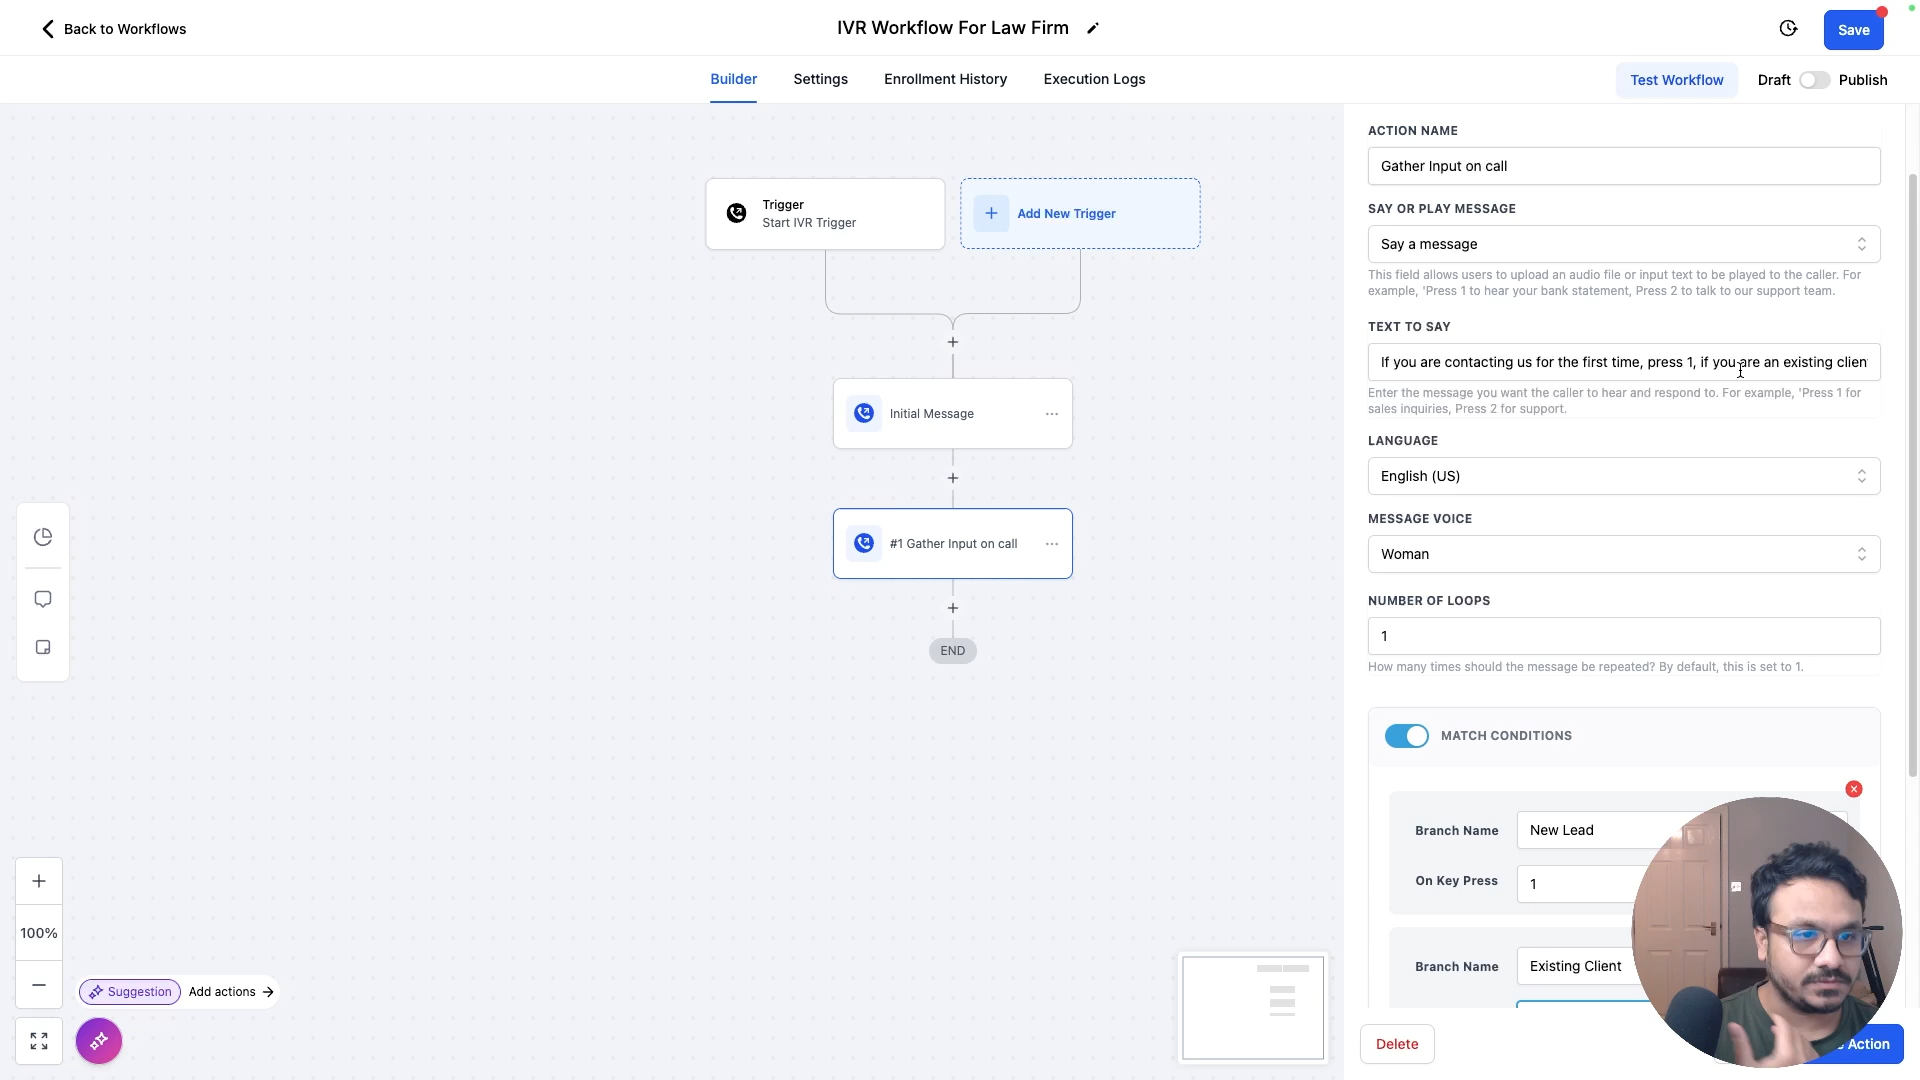 Back to Workflows
IVR Workflow For Law Firm
Save
Builder
Settings
Enrollment History
Execution Logs
Test Workflow
Draft
Publish
Trigger
Start IVR Trigger
Add New Trigger
Initial Message
#1 Gather Input on call
END
100%
Suggestion
Add actions
ACTION NAME
Gather Input on call
SAY OR PLAY MESSAGE
Say a message
This field allows users to upload an audio file or input text to be played to the caller. For
example, 'Press 1 to hear your bank statement, Press 2 to talk to our support team.
TEXT TO SAY
If you are contacting us for the first time, press 1, if you are an existing clien
Enter the message you want the caller to hear and respond to. For example, 'Press 1 for
sales inquiries, Press 2 for support.
LANGUAGE
English (US)
MESSAGE VOICE
Woman
NUMBER OF LOOPS
1
How many times should the message be repeated? By default, this is set to 1.
MATCH CONDITIONS
Branch Name
New Lead
On Key Press
1
Branch Name
Existing Client
Delete
Action